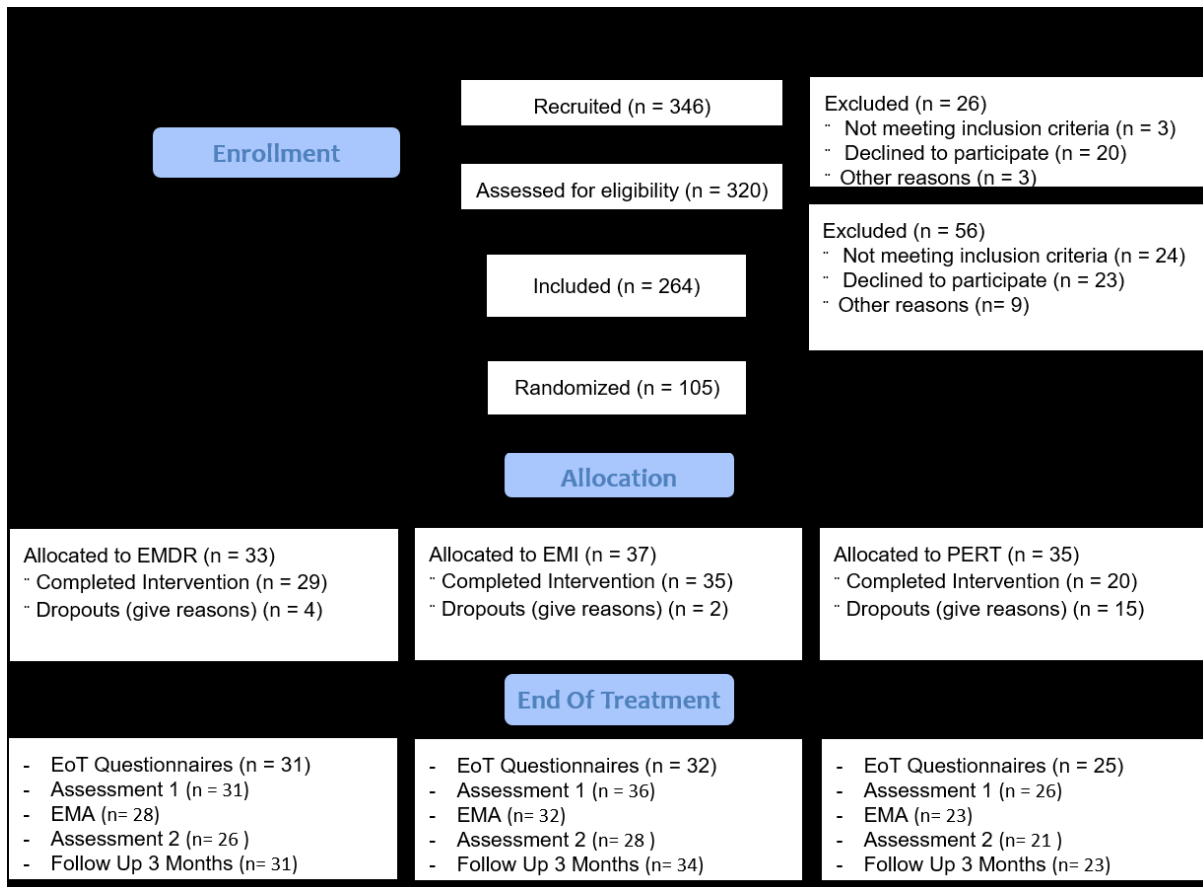 Recruited (n = 346)
Excluded (n = 26)
¨ Not meeting inclusion criteria (n = 3)
¨ Declined to participate (n = 20)
¨ Other reasons (n = 3)
Enrollment
Assessed for eligibility (n = 320)
Excluded (n = 56)
¨ Not meeting inclusion criteria (n = 24)
¨ Declined to participate (n = 23)
¨ Other reasons (n= 9)
Included (n = 264)
Randomized (n = 105)
Allocation
Allocated to EMDR (n = 33)
¨ Completed Intervention (n = 29)
¨ Dropouts (give reasons) (n = 4)
Allocated to EMI (n = 37)
¨ Completed Intervention (n = 35)
¨ Dropouts (give reasons) (n = 2)
Allocated to PERT (n = 35)
¨ Completed Intervention (n = 20)
¨ Dropouts (give reasons) (n = 15)
End Of Treatment
- EoT Questionnaires (n = 31)
- Assessment 1 (n = 31)
- EMA (n= 28)
- Assessment 2 (n= 26 )
- Follow Up 3 Months (n= 31)
- EoT Questionnaires (n = 32)
- Assessment 1 (n = 36)
- EMA (n= 32)
- Assessment 2 (n= 28 )
- Follow Up 3 Months (n= 34)
- EoT Questionnaires (n = 25)
- Assessment 1 (n = 26)
- EMA (n= 23)
- Assessment 2 (n= 21 )
- Follow Up 3 Months (n= 23)